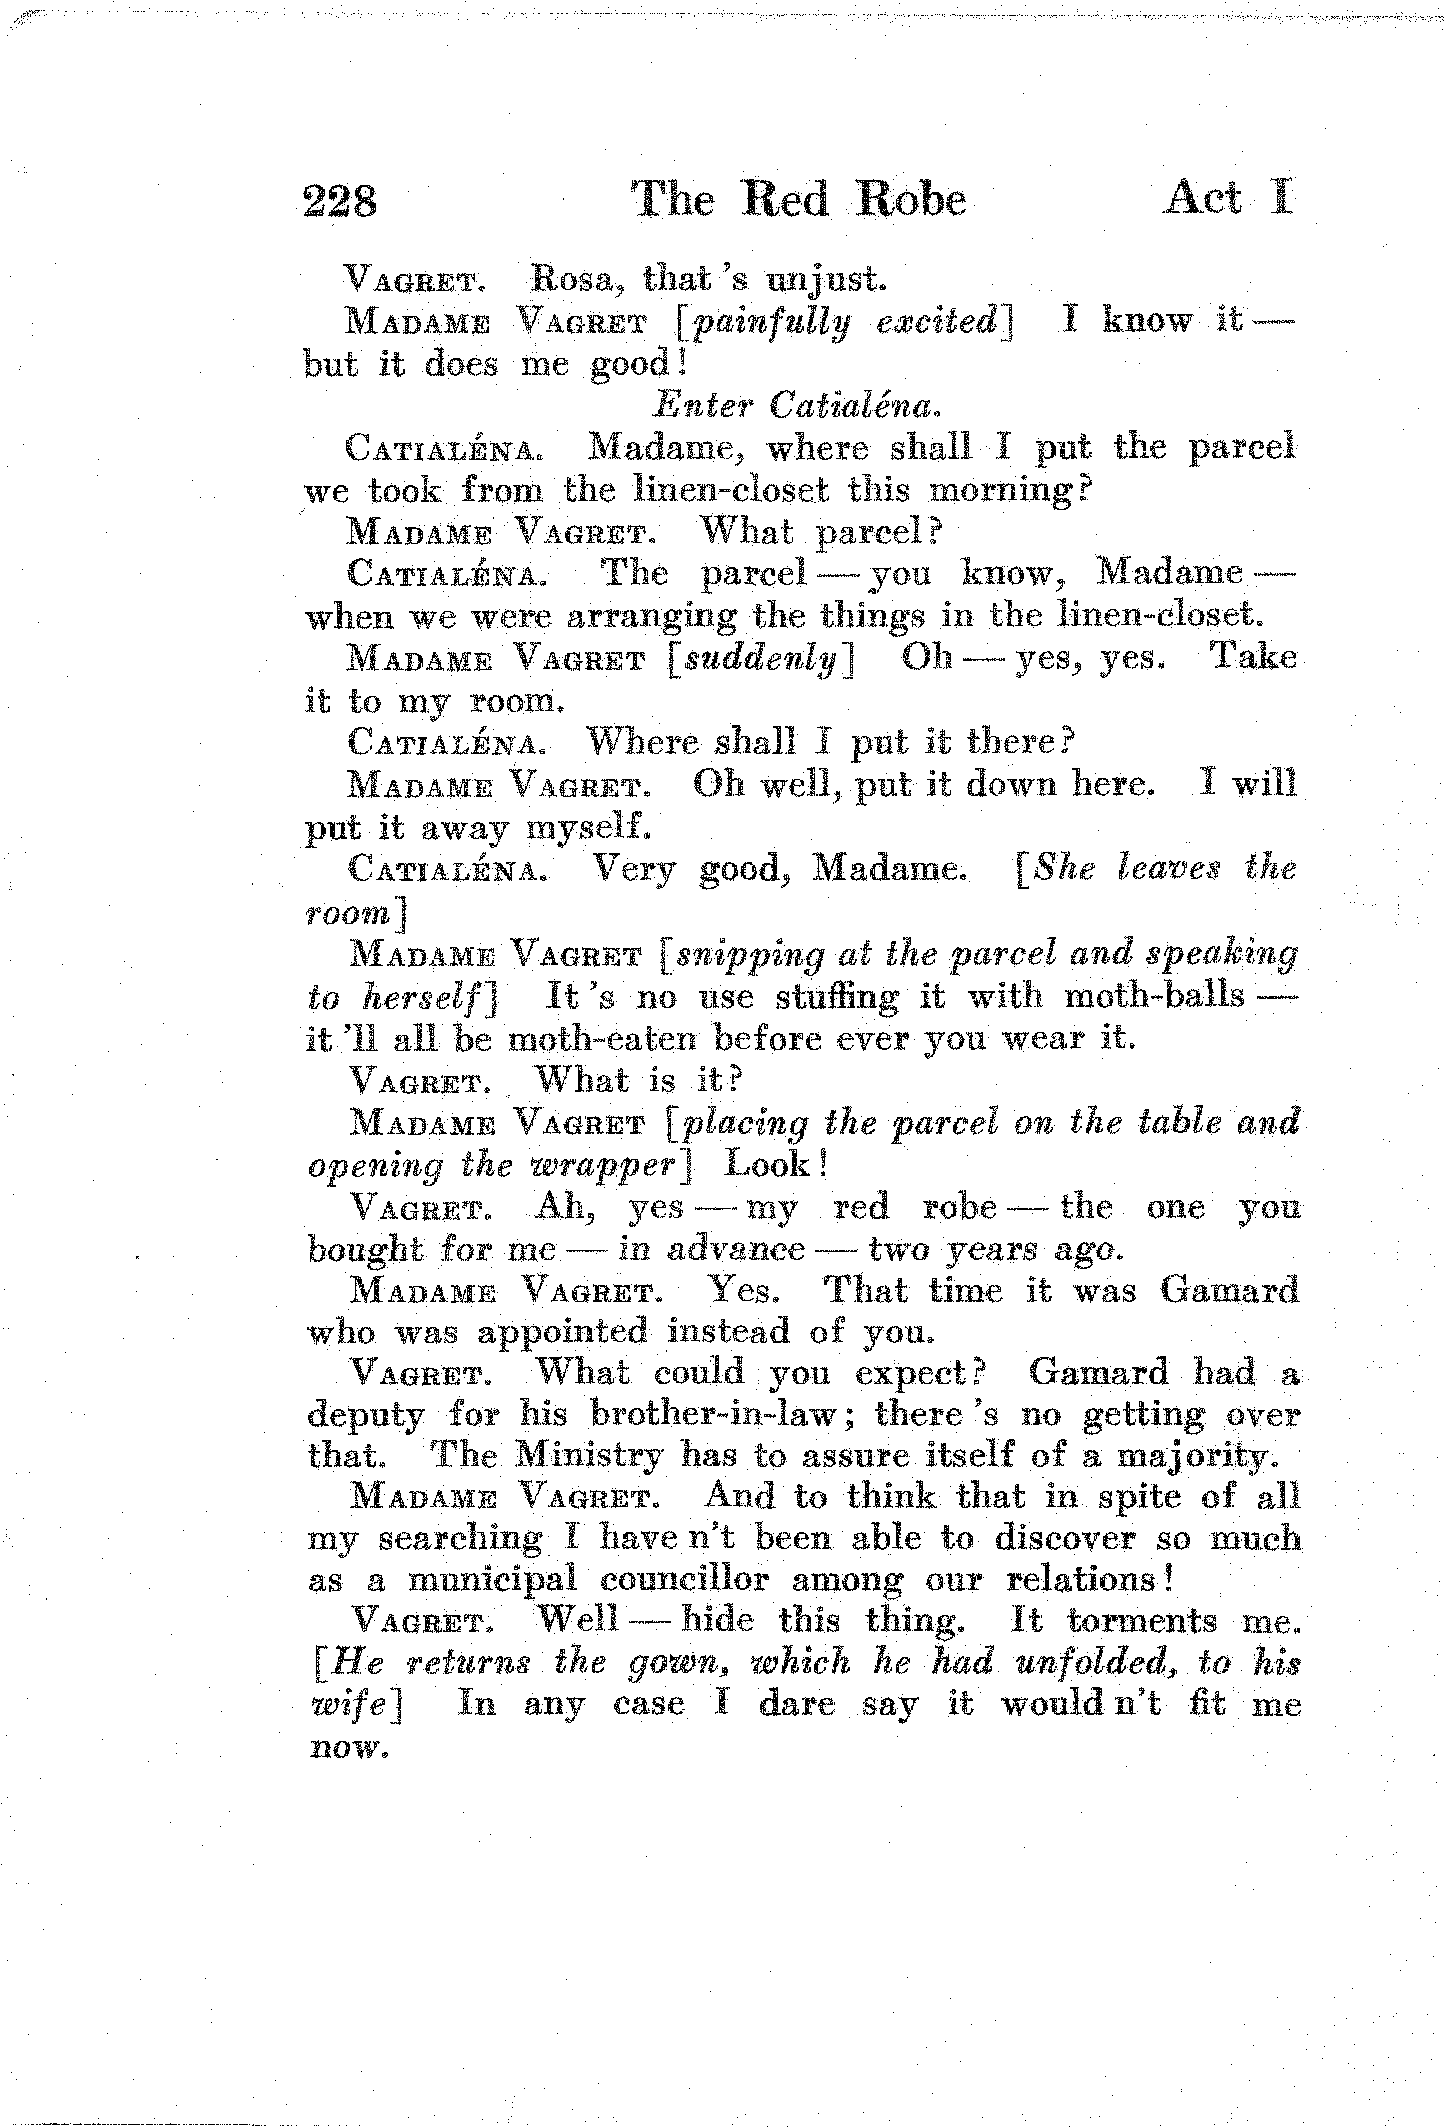 228 The Red Robe Act I
VAGRET. Rosa, that 's unjust.
MADAME VAGRET [painfully excited] I know it —
but it does me good!
Enter Catialéna.
CATIALÉNA. Madame, where shall I put the parcel
we took from the linen-closet this morning?
MADAME VAGRET. What parcel?
CATIALÉNA. The parcel — you know, Madame —
when we were arranging the things in the linen-closet.
MADAME VAGRET [suddenly] Oh — yes, yes. Take
it to my room.
CATIALÉNA. Where shall I put it there?
MADAME VAGRET. Oh well, put it down here. I will
put it away myself.
CATIALÉNA. Very good, Madame. [She leaves the
room]
MADAME VAGRET [snipping at the parcel and speaking
to herself] It 's no use stuffing it with moth-balls —
it 'll all be moth-eaten before ever you wear it.
VAGRET. What is it?
MADAME VAGRET [placing the parcel on the table and
opening the wrapper] Look!
VAGRET. Ah, yes — my red robe — the one you
bought for me — in advance — two years ago.
MADAME VAGRET. Yes. That time it was Gamard
who was appointed instead of you.
VAGRET. What could you expect? Gamard had a
deputy for his brother-in-law; there 's no getting over
that. The Ministry has to assure itself of a majority.
MADAME VAGRET. And to think that in spite of all
my searching I have n't been able to discover so much
as a municipal councillor among our relations!
VAGRET. Well — hide this thing. It torments me.
[He returns the gown, which he had unfolded, to his
wife] In any case I dare say it would n't fit me
now.